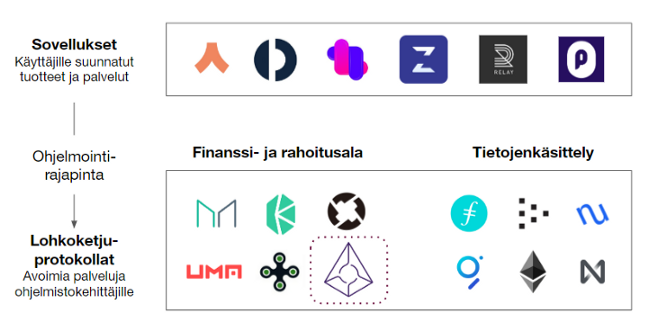 Sovellukset
Käyttäjille suunnatut
tuotteet ja palvelut
RELAY
Ohjelmointi-
rajapinta
Finanssi- ja rahoitusala
Tietojenkäsittely
Lohkoketju-
protokollat
Avoimia palveluja
ohjelmistokehittäjille
UMA